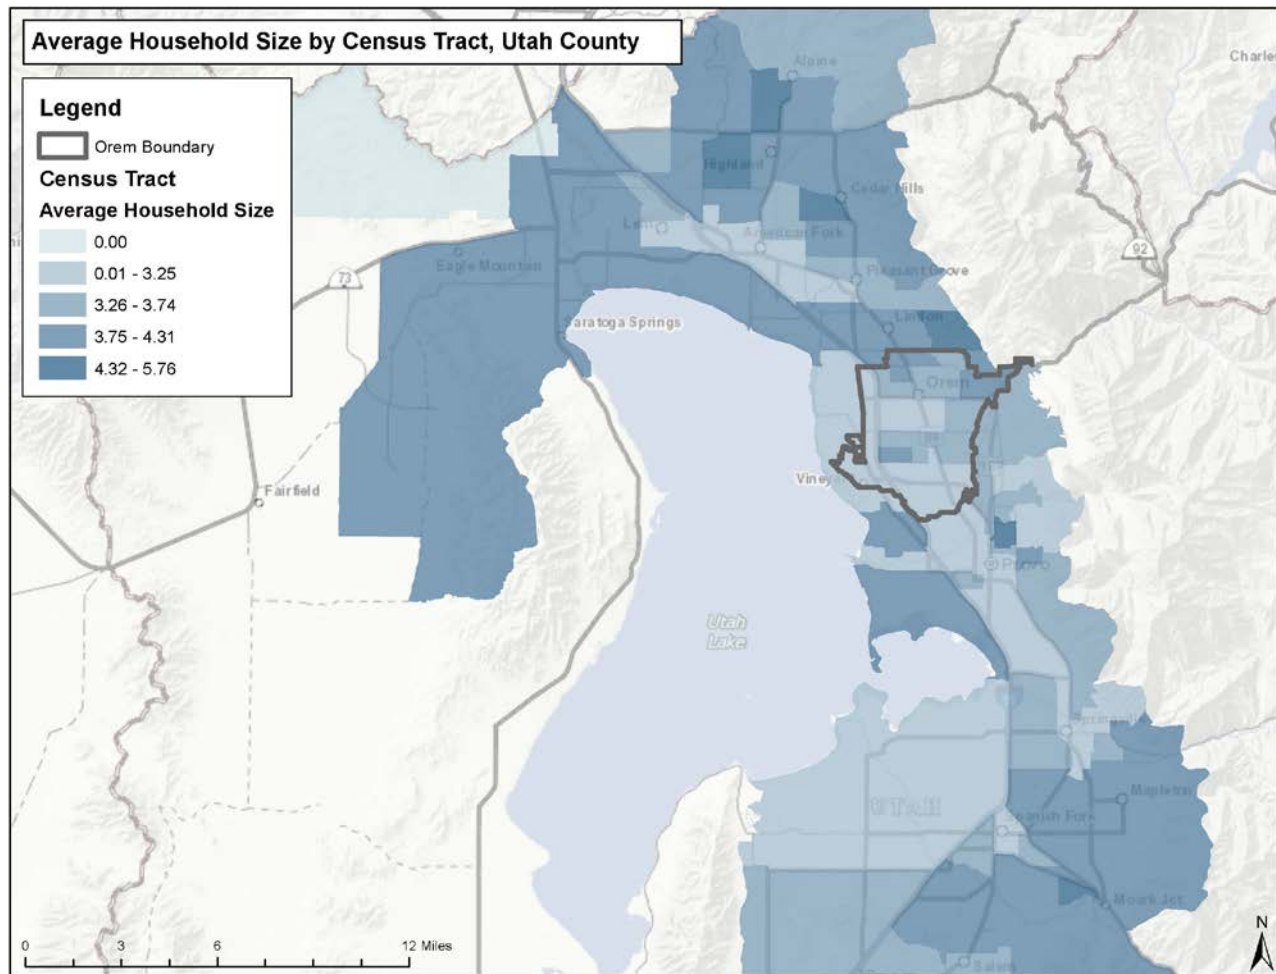 Average Household Size by Census Tract, Utah County
Alpine
Legend
Orem Boundary
Census Tract
Average Household Size
0.00
0.01 - 3.25
3.26 - 3.74
3.75 - 4.31
4.32 - 5.76
Highland
Cedar Hills
Lehi
American Fork
92
Eagle Mountain
73
Pleasant Grove
Saratoga Springs
Lindon
Orem
Viney
Fairfield
Provo
Utah
Lake
Springville
Mapleton
UTAH
Spanish Fork
Moark Jct
N
0 3 6 12 Miles
Salem